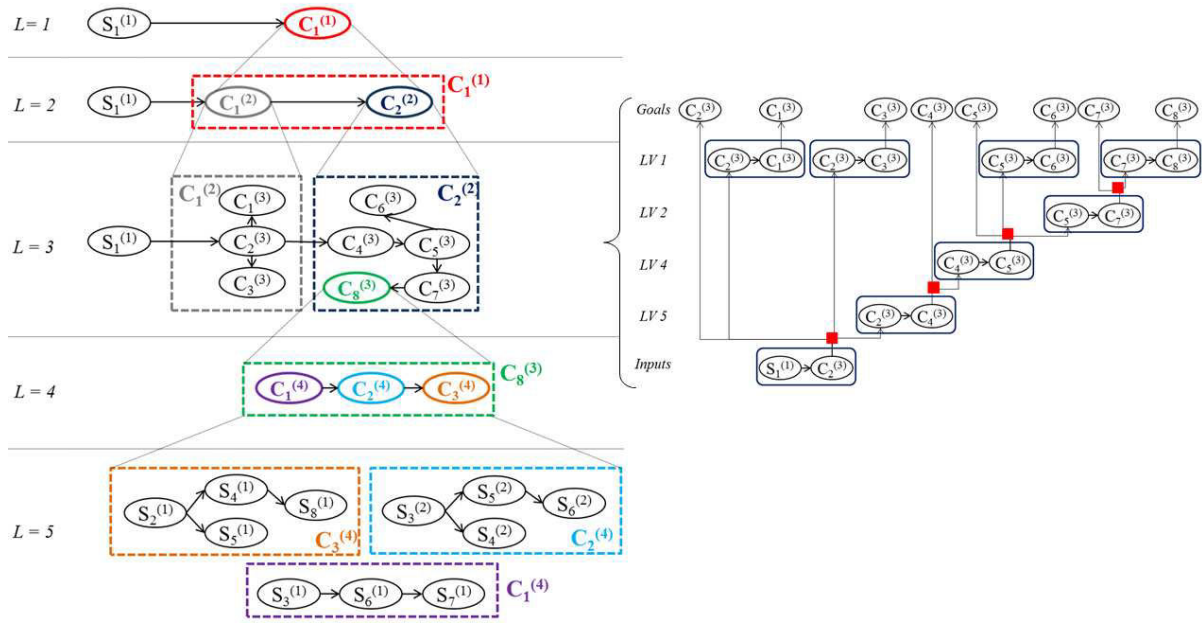 L = 1 S₁⁽¹⁾ C₁⁽¹⁾
L = 2 S₁⁽¹⁾ C₁⁽²⁾ C₂⁽²⁾ C₁⁽¹⁾
L = 3 S₁⁽¹⁾
C₁⁽²⁾
C₁⁽³⁾
C₂⁽³⁾
C₃⁽³⁾
C₂⁽²⁾
C₆⁽³⁾
C₄⁽³⁾ C₅⁽³⁾
C₈⁽³⁾ C₇⁽³⁾
L = 4 C₁⁽⁴⁾ C₂⁽⁴⁾ C₃⁽⁴⁾ C₈⁽³⁾
L = 5
S₂⁽¹⁾ S₄⁽¹⁾ S₈⁽¹⁾
S₅⁽¹⁾
C₃⁽⁴⁾
S₃⁽²⁾ S₅⁽²⁾ S₆⁽²⁾
S₄⁽²⁾
C₂⁽⁴⁾
S₃⁽¹⁾ S₆⁽¹⁾ S₇⁽¹⁾ C₁⁽⁴⁾
Goals C₂⁽³⁾ C₁⁽³⁾ C₃⁽³⁾ C₄⁽³⁾ C₅⁽³⁾ C₆⁽³⁾ C₇⁽³⁾ C₈⁽³⁾
LV 1 C₂⁽³⁾ C₁⁽³⁾ C₂⁽³⁾ C₃⁽³⁾ C₅⁽³⁾ C₆⁽³⁾ C₇⁽³⁾ C₈⁽³⁾
LV 2 C₅⁽³⁾ C₇⁽³⁾
LV 4 C₄⁽³⁾ C₅⁽³⁾
LV 5 C₂⁽³⁾ C₄⁽³⁾
Inputs S₁⁽¹⁾ C₂⁽³⁾